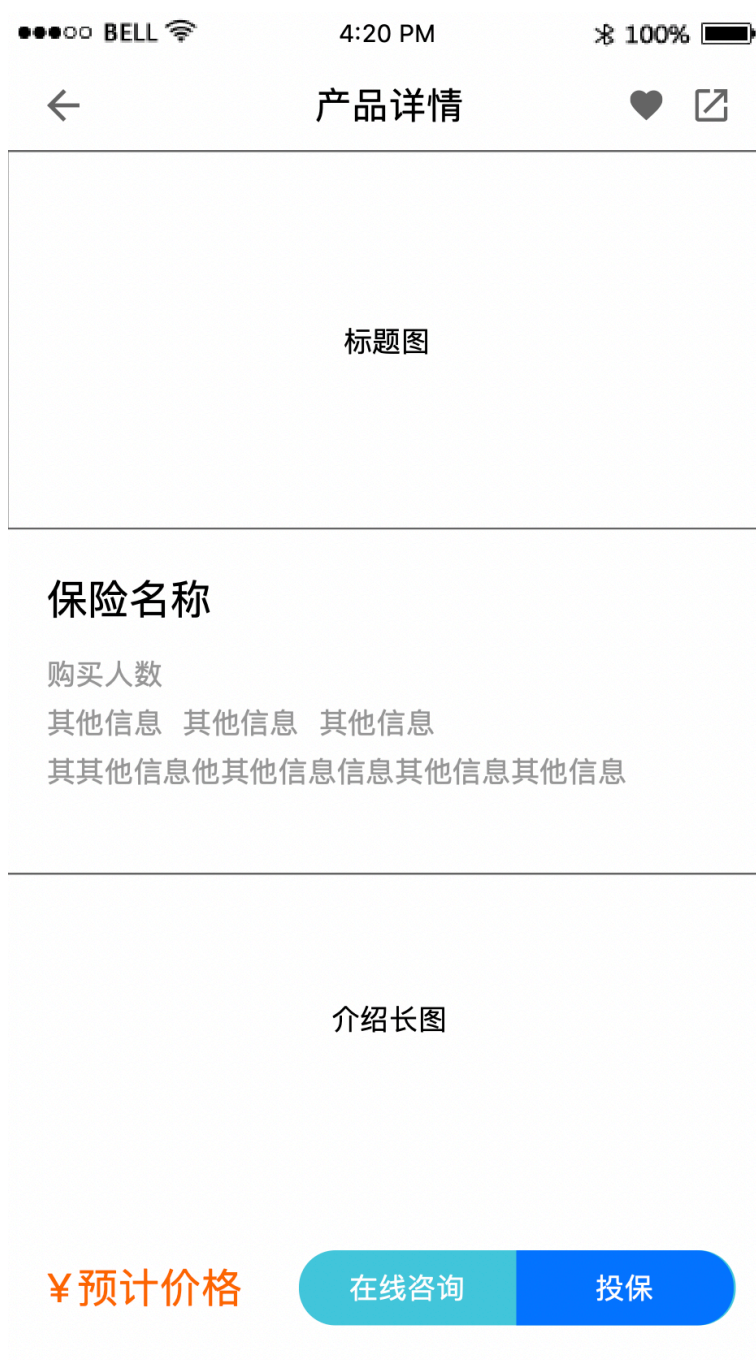 BELL 4:20 PM 100%
产品详情
标题图
保险名称
购买人数
其他信息 其他信息 其他信息
其其他信息他其他信息信息其他信息其他信息
介绍长图
¥预计价格 在线咨询 投保